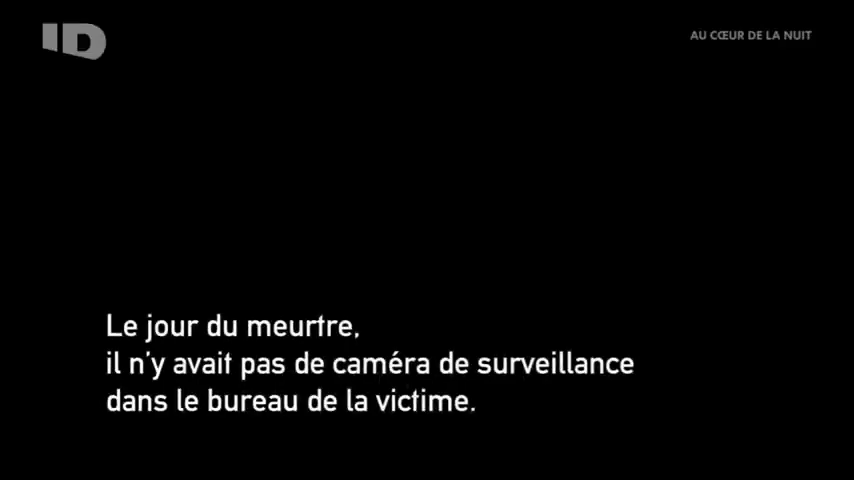 ID
AU CŒUR DE LA NUIT
Le jour du meurtre,
il n'y avait pas de caméra de surveillance
dans le bureau de la victime.